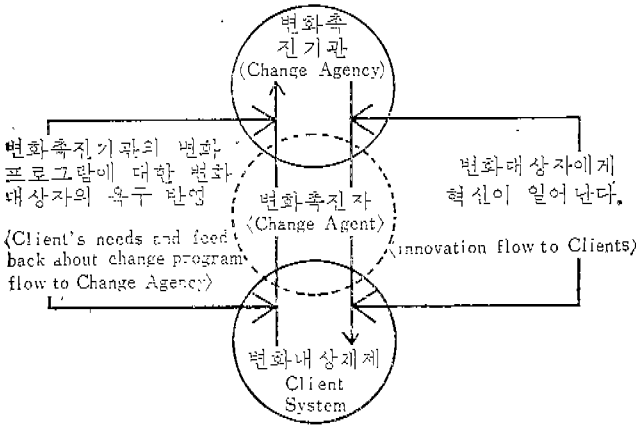 변화촉
진기관
(Change Agency)
변화촉진기관의 변화
프로그램에 대한 변화
대상자의 욕구 반영
〈Client's needs and feed
back about change program
flow to Change Agency〉
변화촉진자
〈Change Agent〉
변화대상자에게
혁신이 일어난다.
〈innovation flow to Clients〉
변화대상체제
Client
System